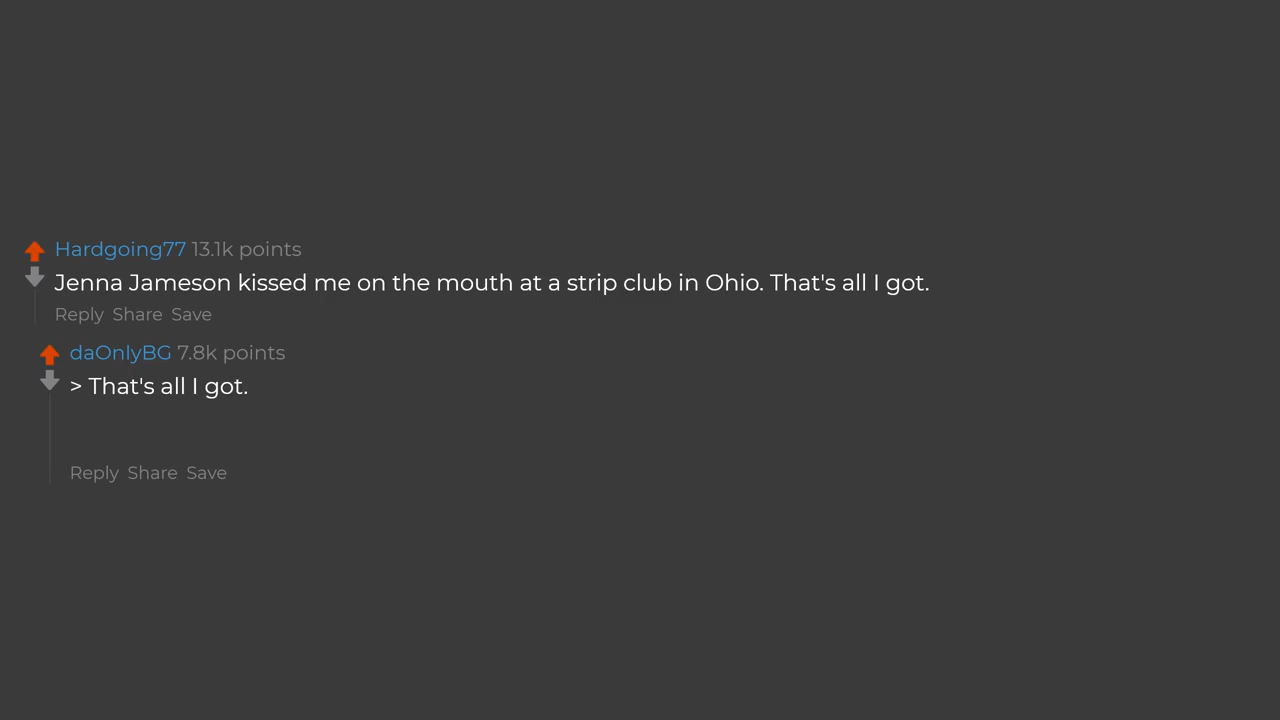 Hardgoing77 13.1k points
Jenna Jameson kissed me on the mouth at a strip club in Ohio. That's all I got.
Reply Share Save
daOnlyBG 7.8k points
> That's all I got.
Reply Share Save